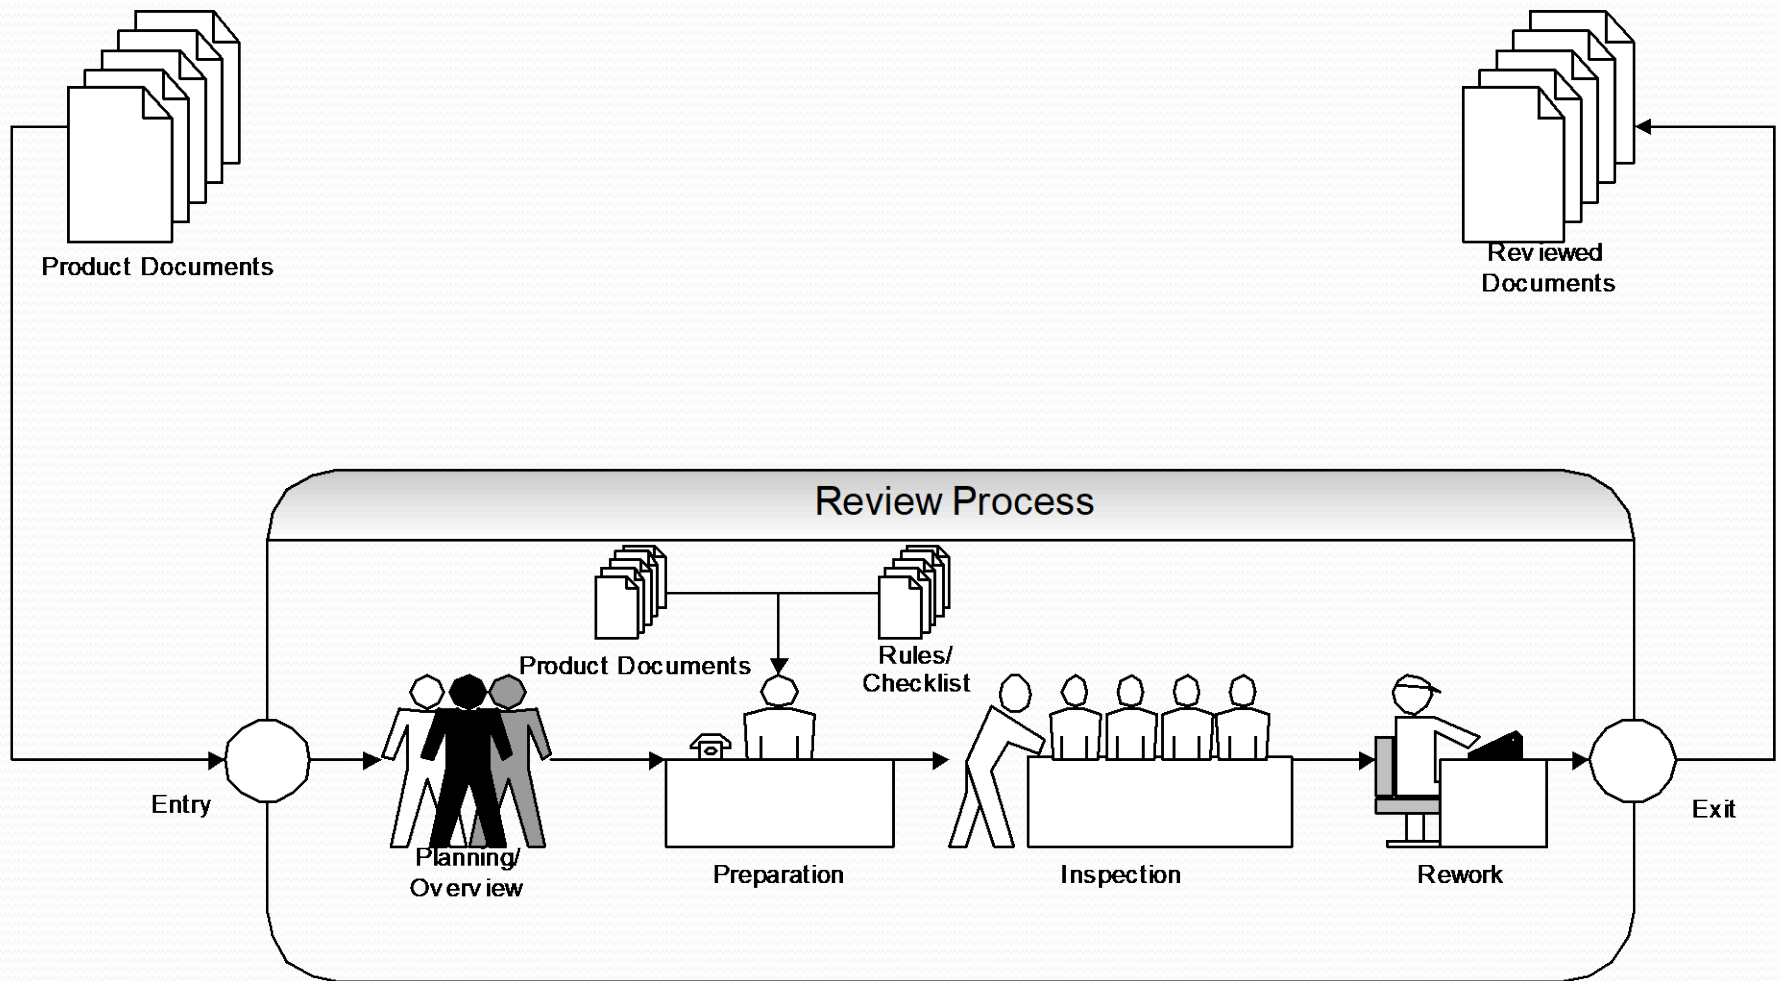 Product Documents
Reviewed
Documents
Review Process
Product Documents
Rules/
Checklist
Entry
Planning/
Overview
Preparation
Inspection
Rework
Exit